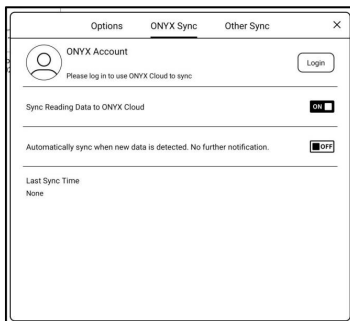 Options ONYX Sync Other Sync
ONYX Account
Login
Please log in to use ONYX Cloud to sync
Sync Reading Data to ONYX Cloud ON
Automatically sync when new data is detected. No further notification. OFF
Last Sync Time
None